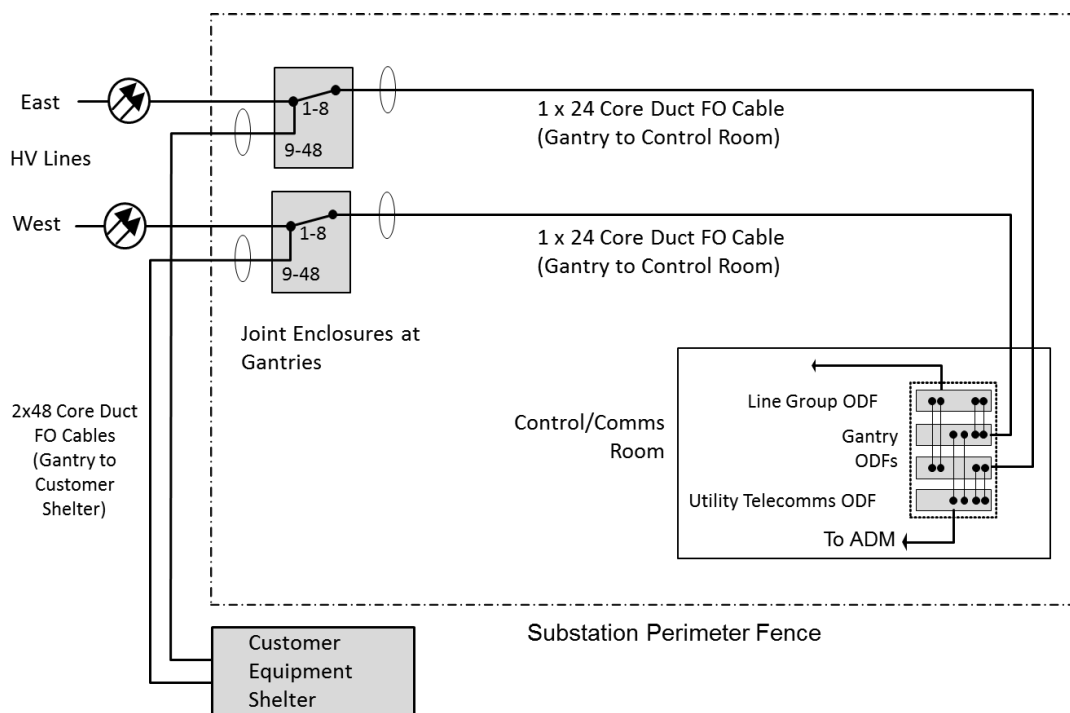 East
1-8
9-48
1 x 24 Core Duct FO Cable
(Gantry to Control Room)
HV Lines
West
1-8
9-48
1 x 24 Core Duct FO Cable
(Gantry to Control Room)
Joint Enclosures at
Gantries
2x48 Core Duct
FO Cables
(Gantry to
Customer
Shelter)
Control/Comms
Room
Line Group ODF
Gantry
ODFs
Utility Telecomms ODF
To ADM
Substation Perimeter Fence
Customer
Equipment
Shelter